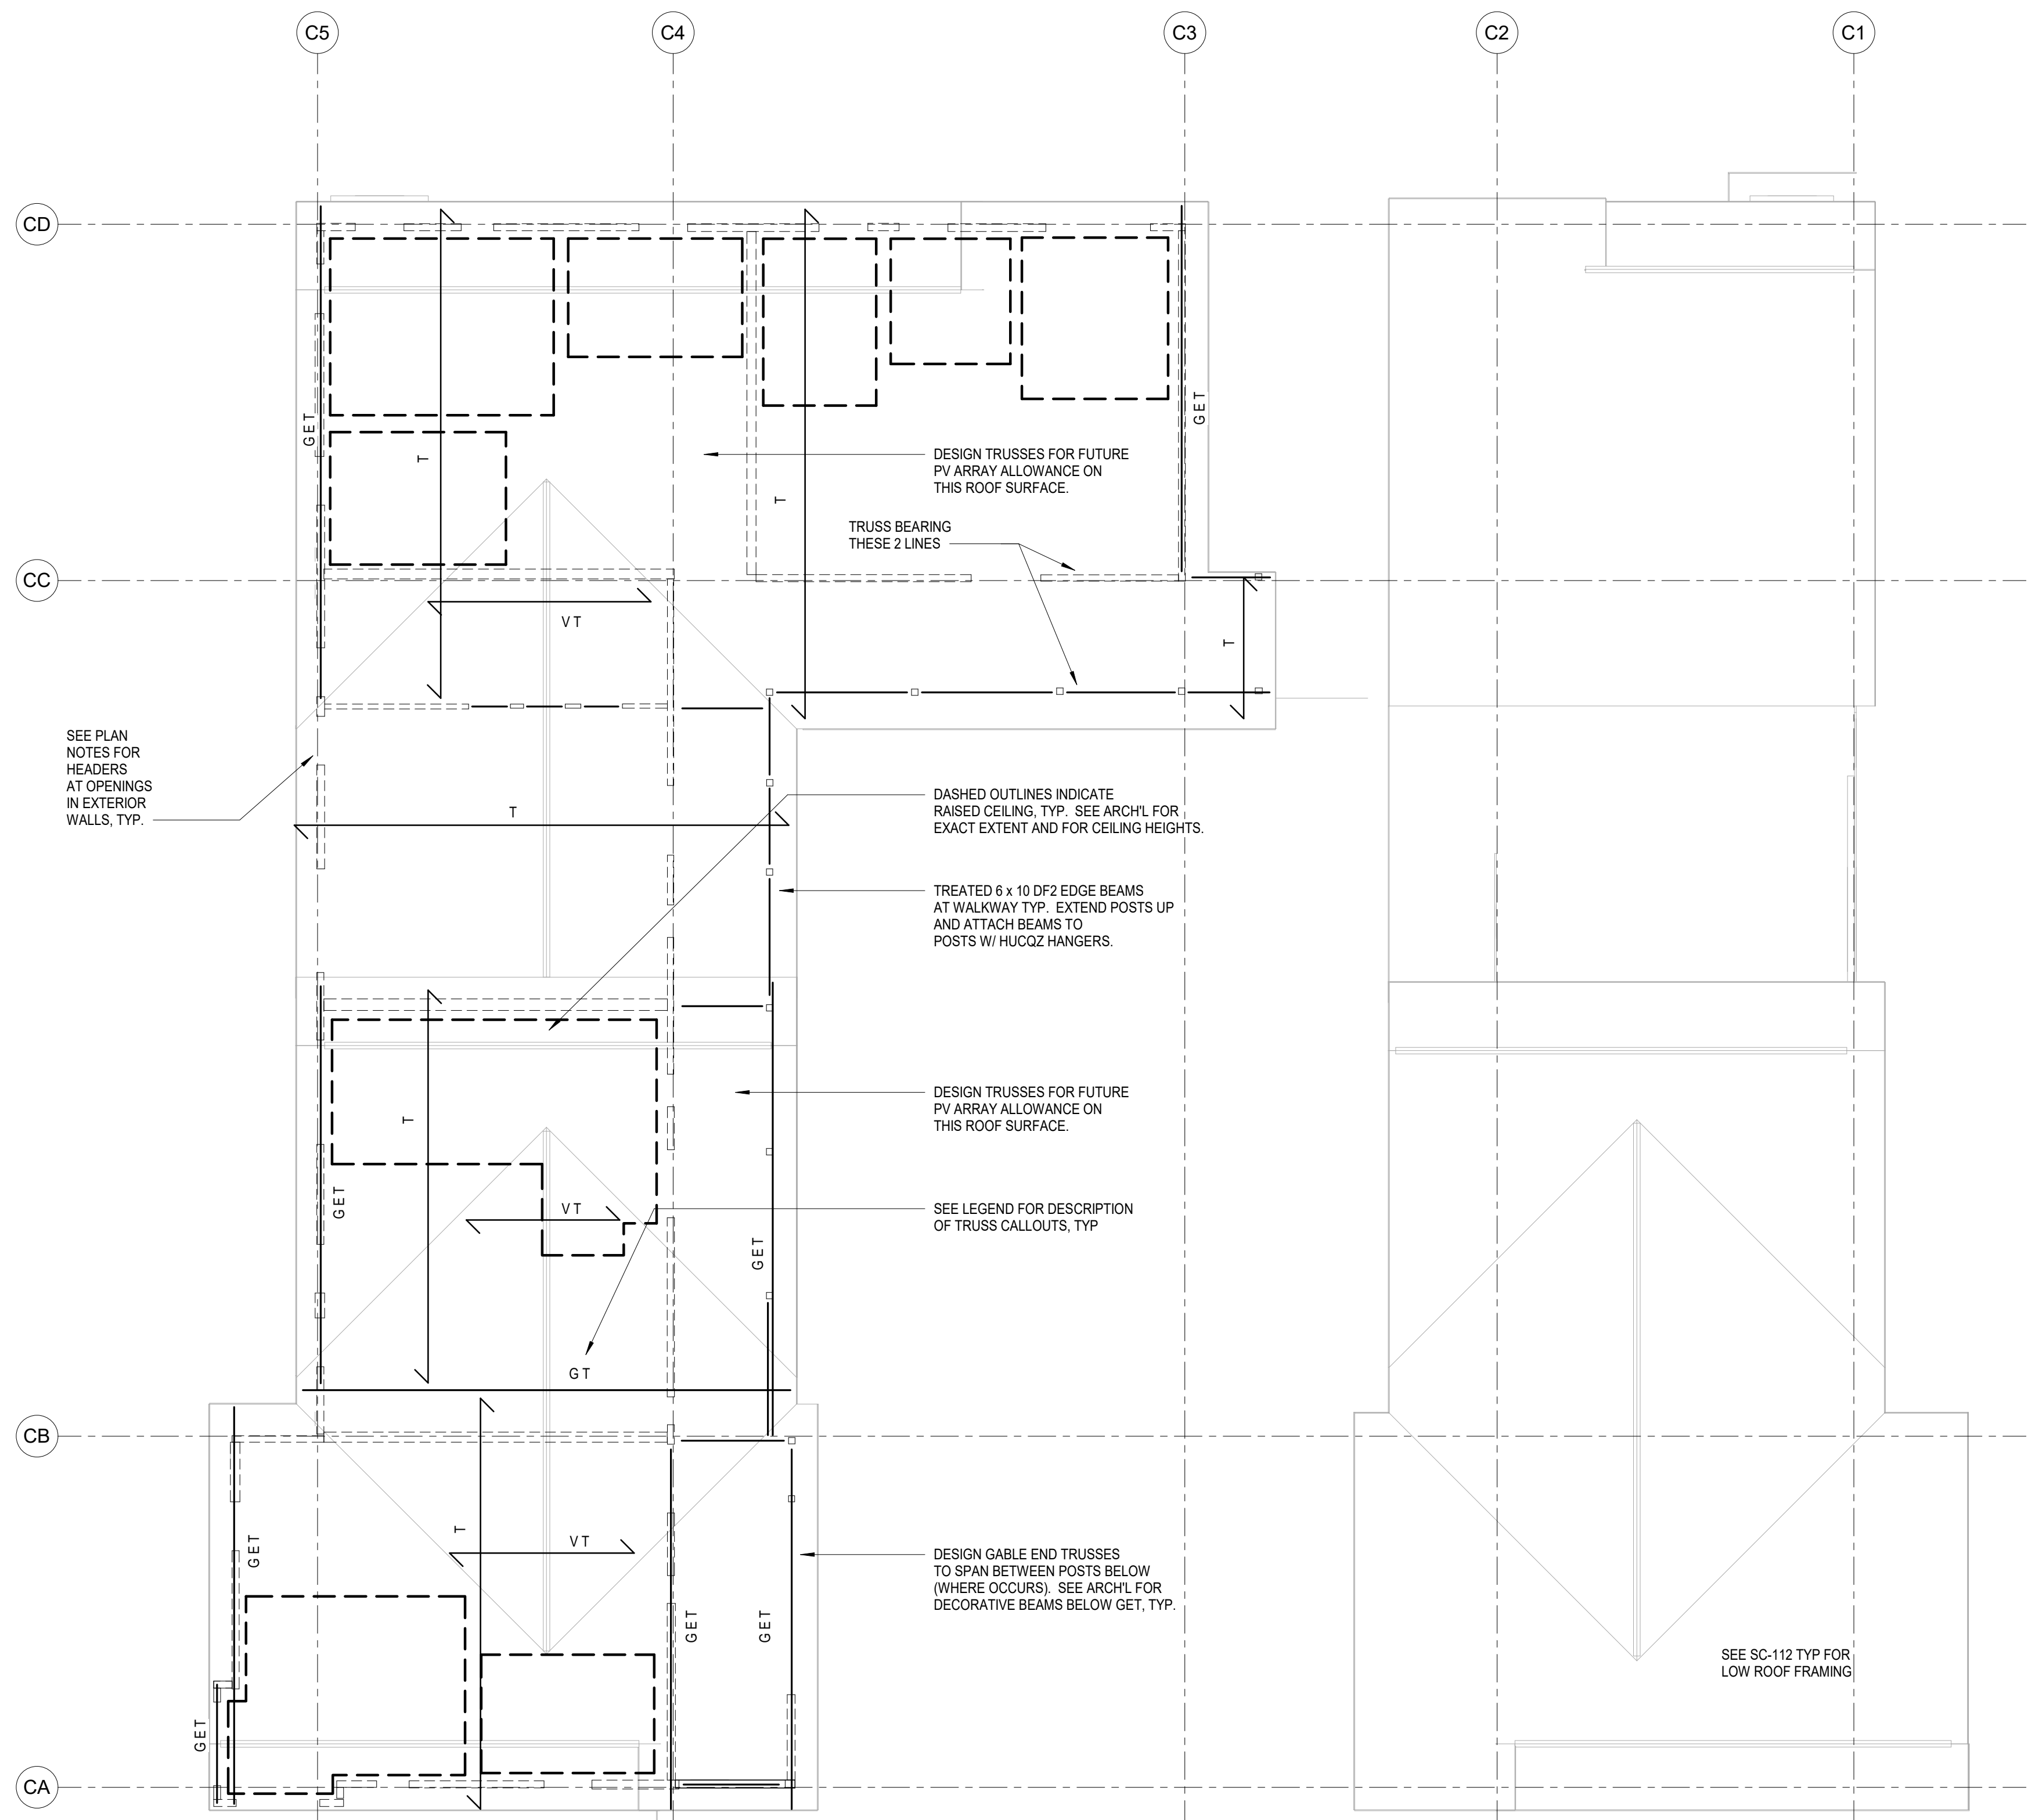 C5
C4
C3
C2
C1
CD
GET
T
T
GET
DESIGN TRUSSES FOR FUTURE
PV ARRAY ALLOWANCE ON
THIS ROOF SURFACE.
TRUSS BEARING
THESE 2 LINES
CC
VT
T
SEE PLAN
NOTES FOR
HEADERS
AT OPENINGS
IN EXTERIOR
WALLS, TYP.
T
DASHED OUTLINES INDICATE
RAISED CEILING, TYP.  SEE ARCH'L FOR
EXACT EXTENT AND FOR CEILING HEIGHTS.
TREATED 6 x 10 DF2 EDGE BEAMS
AT WALKWAY TYP.  EXTEND POSTS UP
AND ATTACH BEAMS TO
POSTS W/ HUCQZ HANGERS.
T
DESIGN TRUSSES FOR FUTURE
PV ARRAY ALLOWANCE ON
THIS ROOF SURFACE.
GET
VT
SEE LEGEND FOR DESCRIPTION
OF TRUSS CALLOUTS, TYP
GET
GT
CB
GET
T
VT
DESIGN GABLE END TRUSSES
TO SPAN BETWEEN POSTS BELOW
(WHERE OCCURS).  SEE ARCH'L FOR
DECORATIVE BEAMS BELOW GET, TYP.
GET
GET
SEE SC-112 TYP FOR
LOW ROOF FRAMING
GET
CA